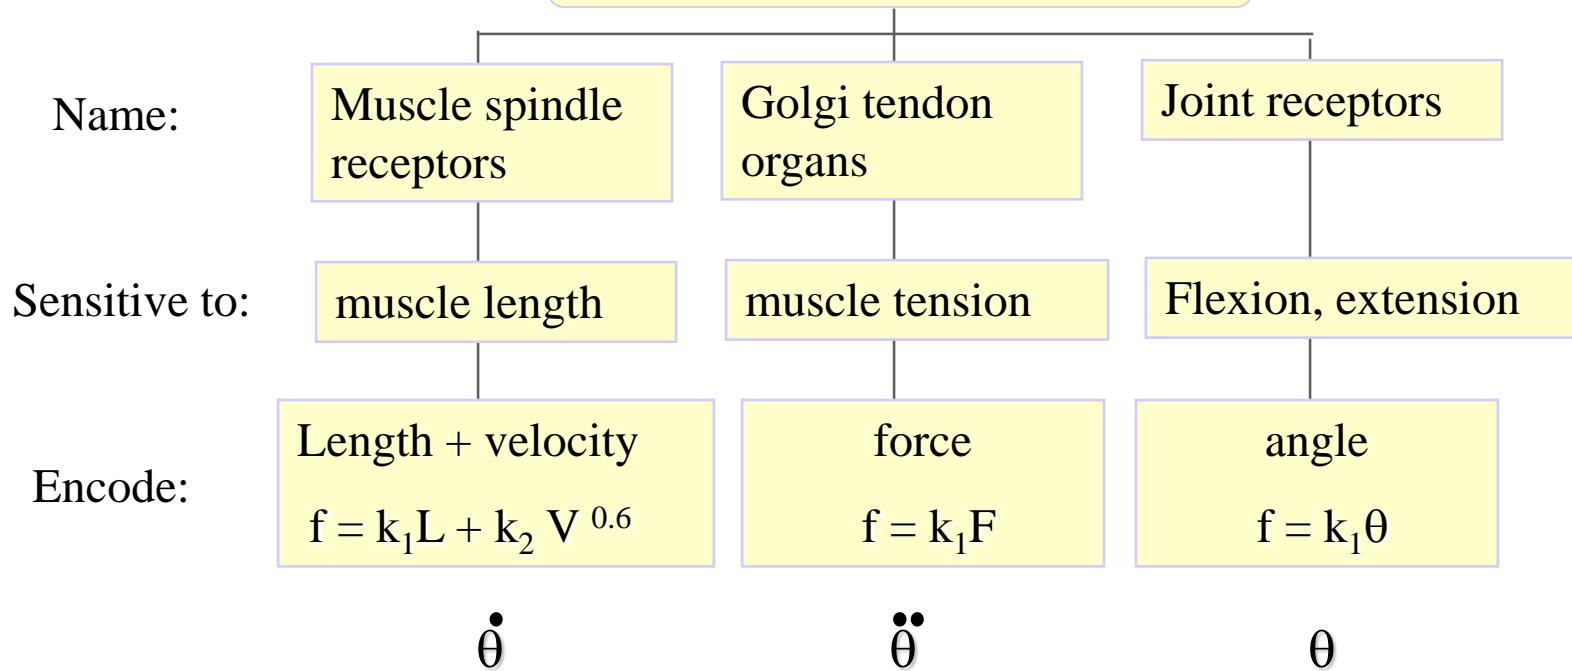 Name:
Muscle spindle
receptors
Golgi tendon
organs
Joint receptors
Sensitive to:
muscle length
muscle tension
Flexion, extension
Encode:
Length + velocity
f = k₁L + k₂ V ⁰·⁶
force
f = k₁F
angle
f = k₁θ
θ̇
θ̈
θ